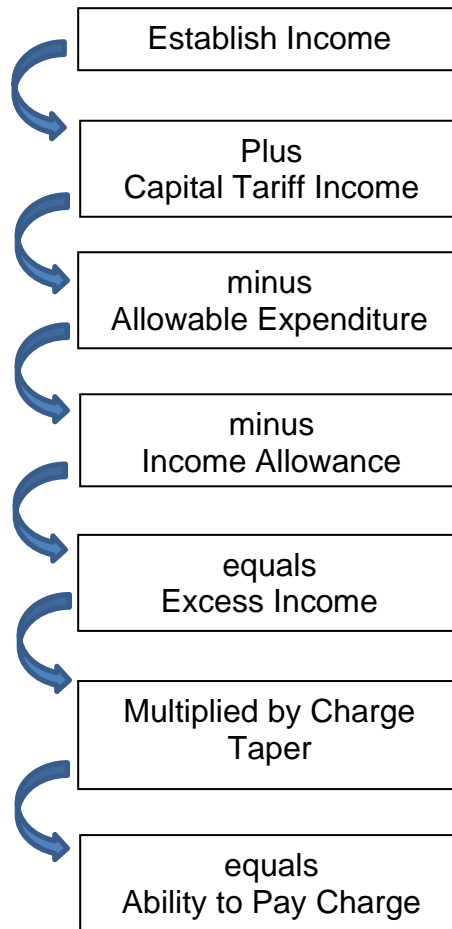 Establish Income
Plus
Capital Tariff Income
minus
Allowable Expenditure
minus
Income Allowance
equals
Excess Income
Multiplied by Charge
Taper
equals
Ability to Pay Charge